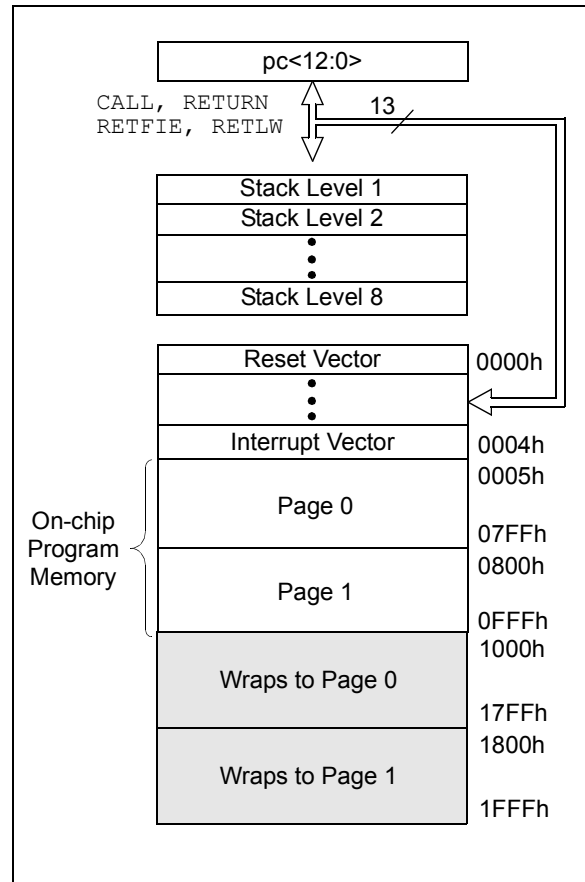 pc<12:0>
CALL, RETURN
RETFIE, RETLW
13
Stack Level 1
Stack Level 2
Stack Level 8
Reset Vector
0000h
Interrupt Vector
0004h
0005h
On-chip
Program
Memory
Page 0
07FFh
0800h
Page 1
0FFFh
1000h
Wraps to Page 0
17FFh
1800h
Wraps to Page 1
1FFFh